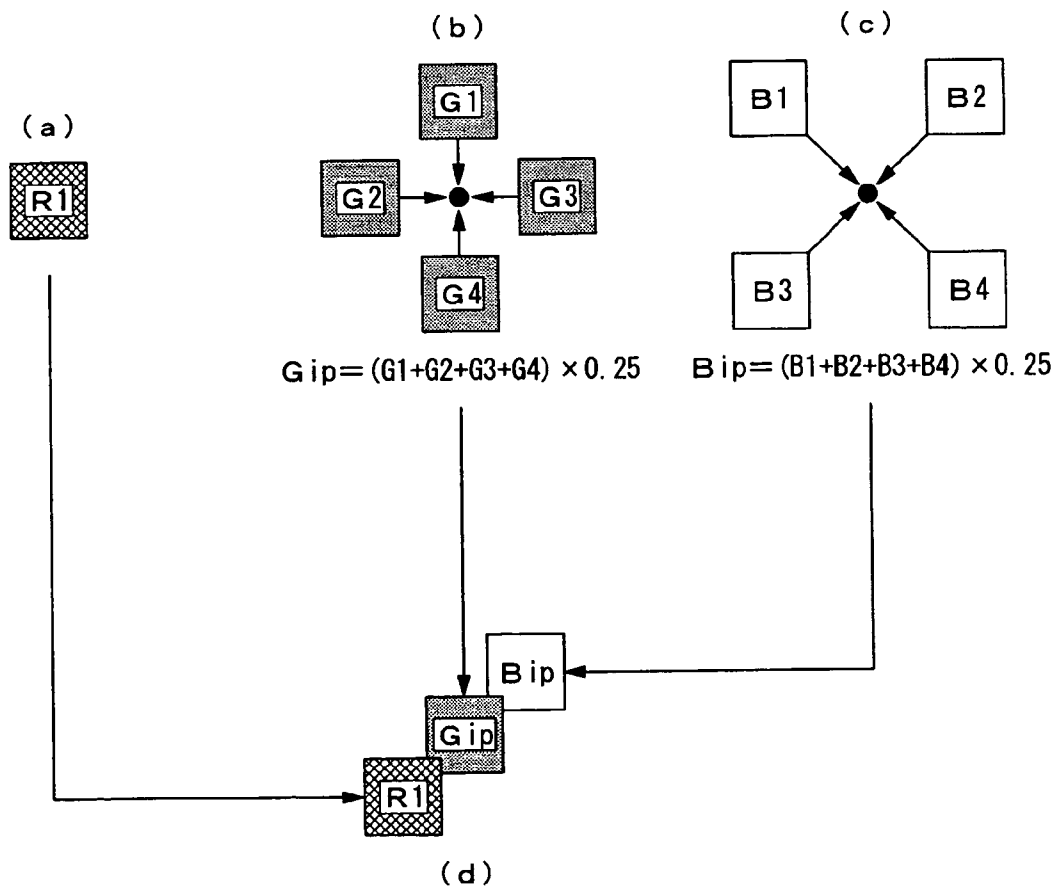 (a)
R1
(b)
G1
G2
G3
G4
Gip=(G1+G2+G3+G4)×0.25
(c)
B1
B2
B3
B4
Bip=(B1+B2+B3+B4)×0.25
Bip
Gip
R1
(d)